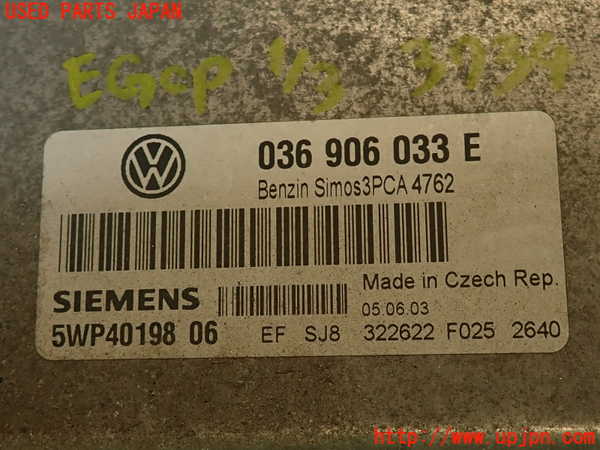 USED PARTS JAPAN
EGCP 1/3 3734
VW
036 906 033 E
Benzin Simos3PCA 4762
Made in Czech Rep.
SIEMENS
05.06.03
5WP40198 06 EF SJ8 322622 F025 2640
http://www.upjpn.com/